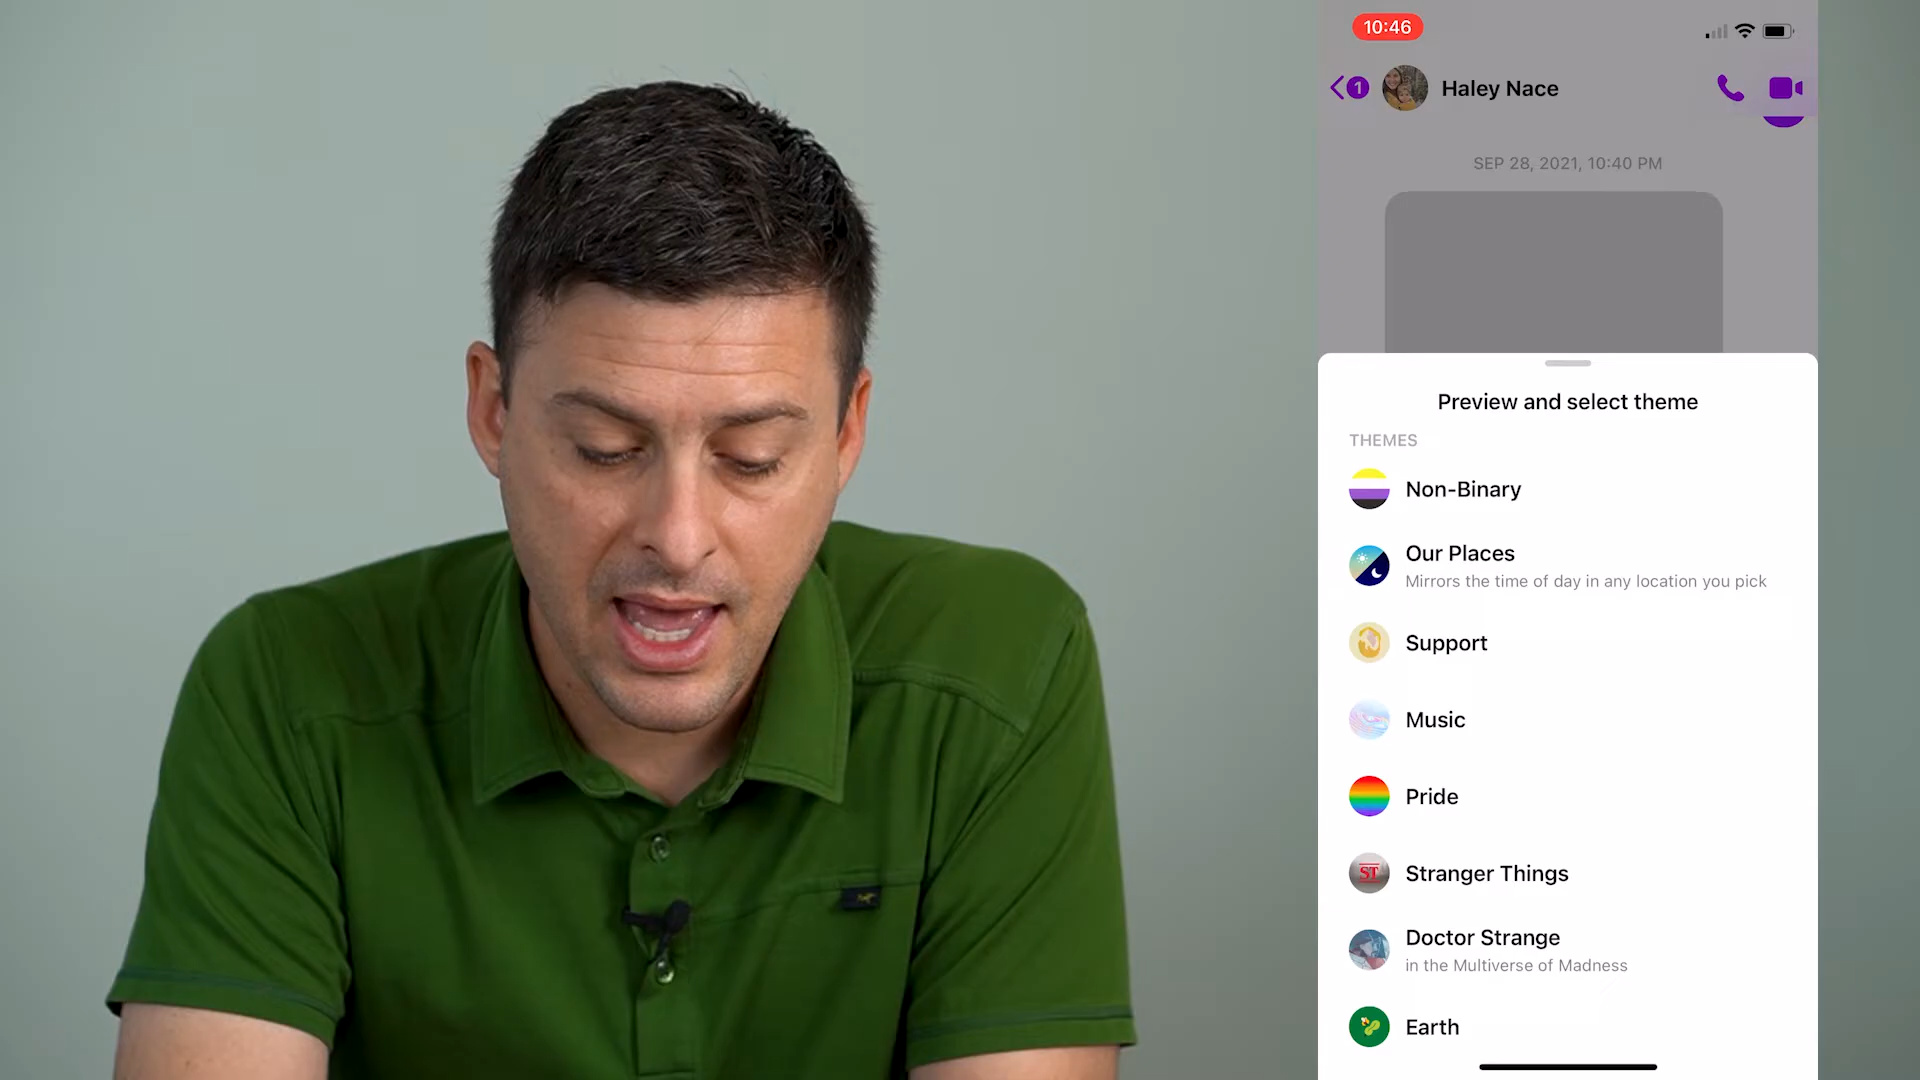 10:46
1
Haley Nace
SEP 28, 2021, 10:40 PM
Preview and select theme
THEMES
Non-Binary
Our Places
Mirrors the time of day in any location you pick
Support
Music
Pride
ST
Stranger Things
Doctor Strange
in the Multiverse of Madness
Earth